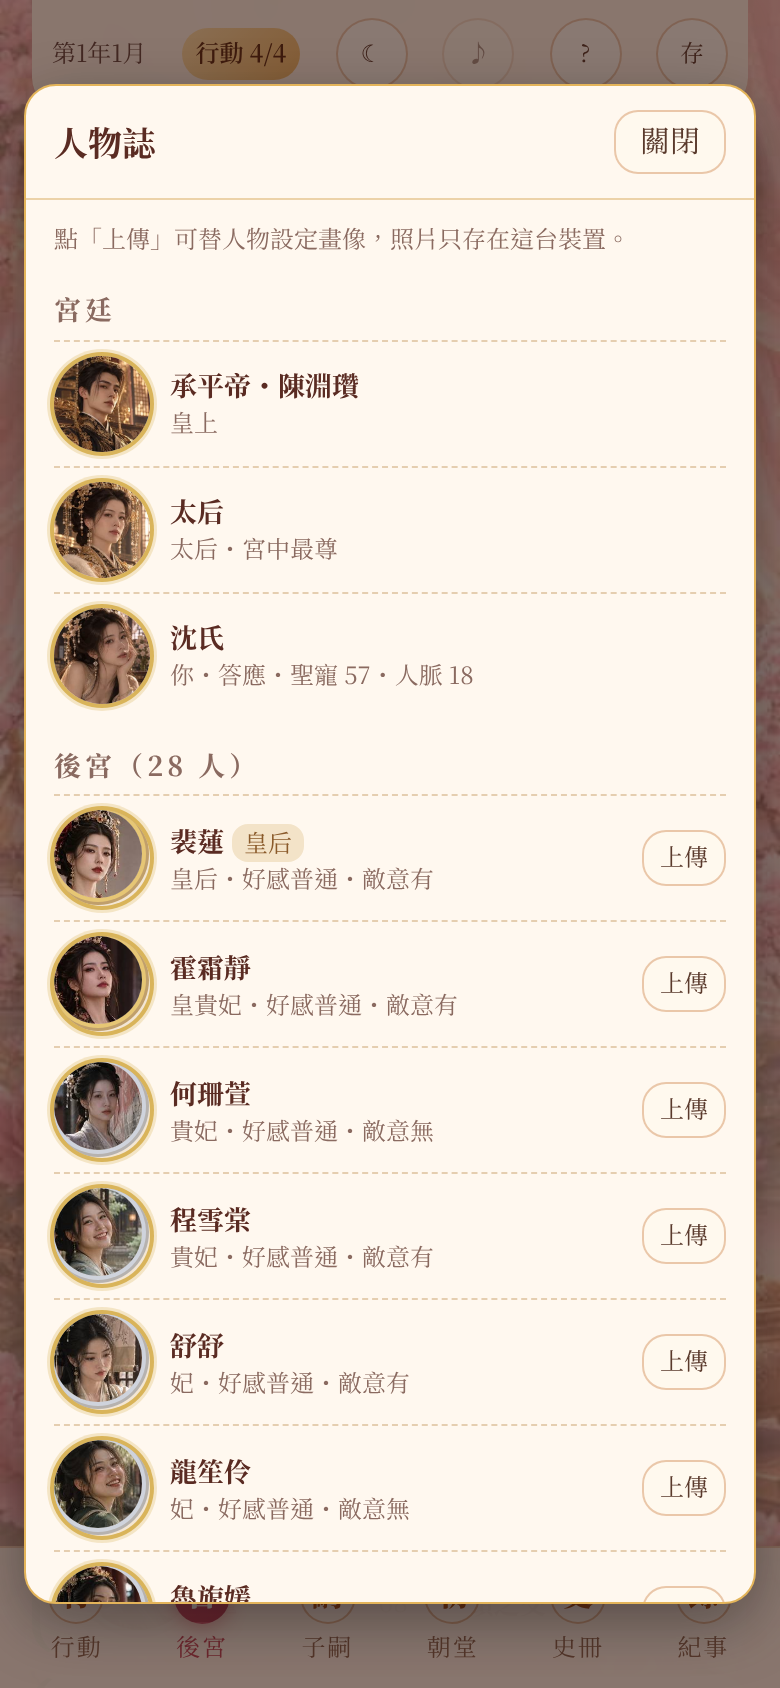 第1年1月 行動 4/4 ☾ ♪ ? 存
人物誌 關閉
點「上傳」可替人物設定畫像，照片只存在這台裝置。
宮廷
承平帝・陳淵瓚
皇上
太后
太后・宮中最尊
沈氏
你・答應・聖寵 57・人脈 18
後宮（28 人）
裴蓮 皇后
皇后・好感普通・敵意有
上傳
霍霜靜
皇貴妃・好感普通・敵意有
上傳
何珊萱
貴妃・好感普通・敵意無
上傳
程雪棠
貴妃・好感普通・敵意有
上傳
舒舒
妃・好感普通・敵意有
上傳
龍笙伶
妃・好感普通・敵意無
上傳
行動 後宮 子嗣 朝堂 史冊 紀事